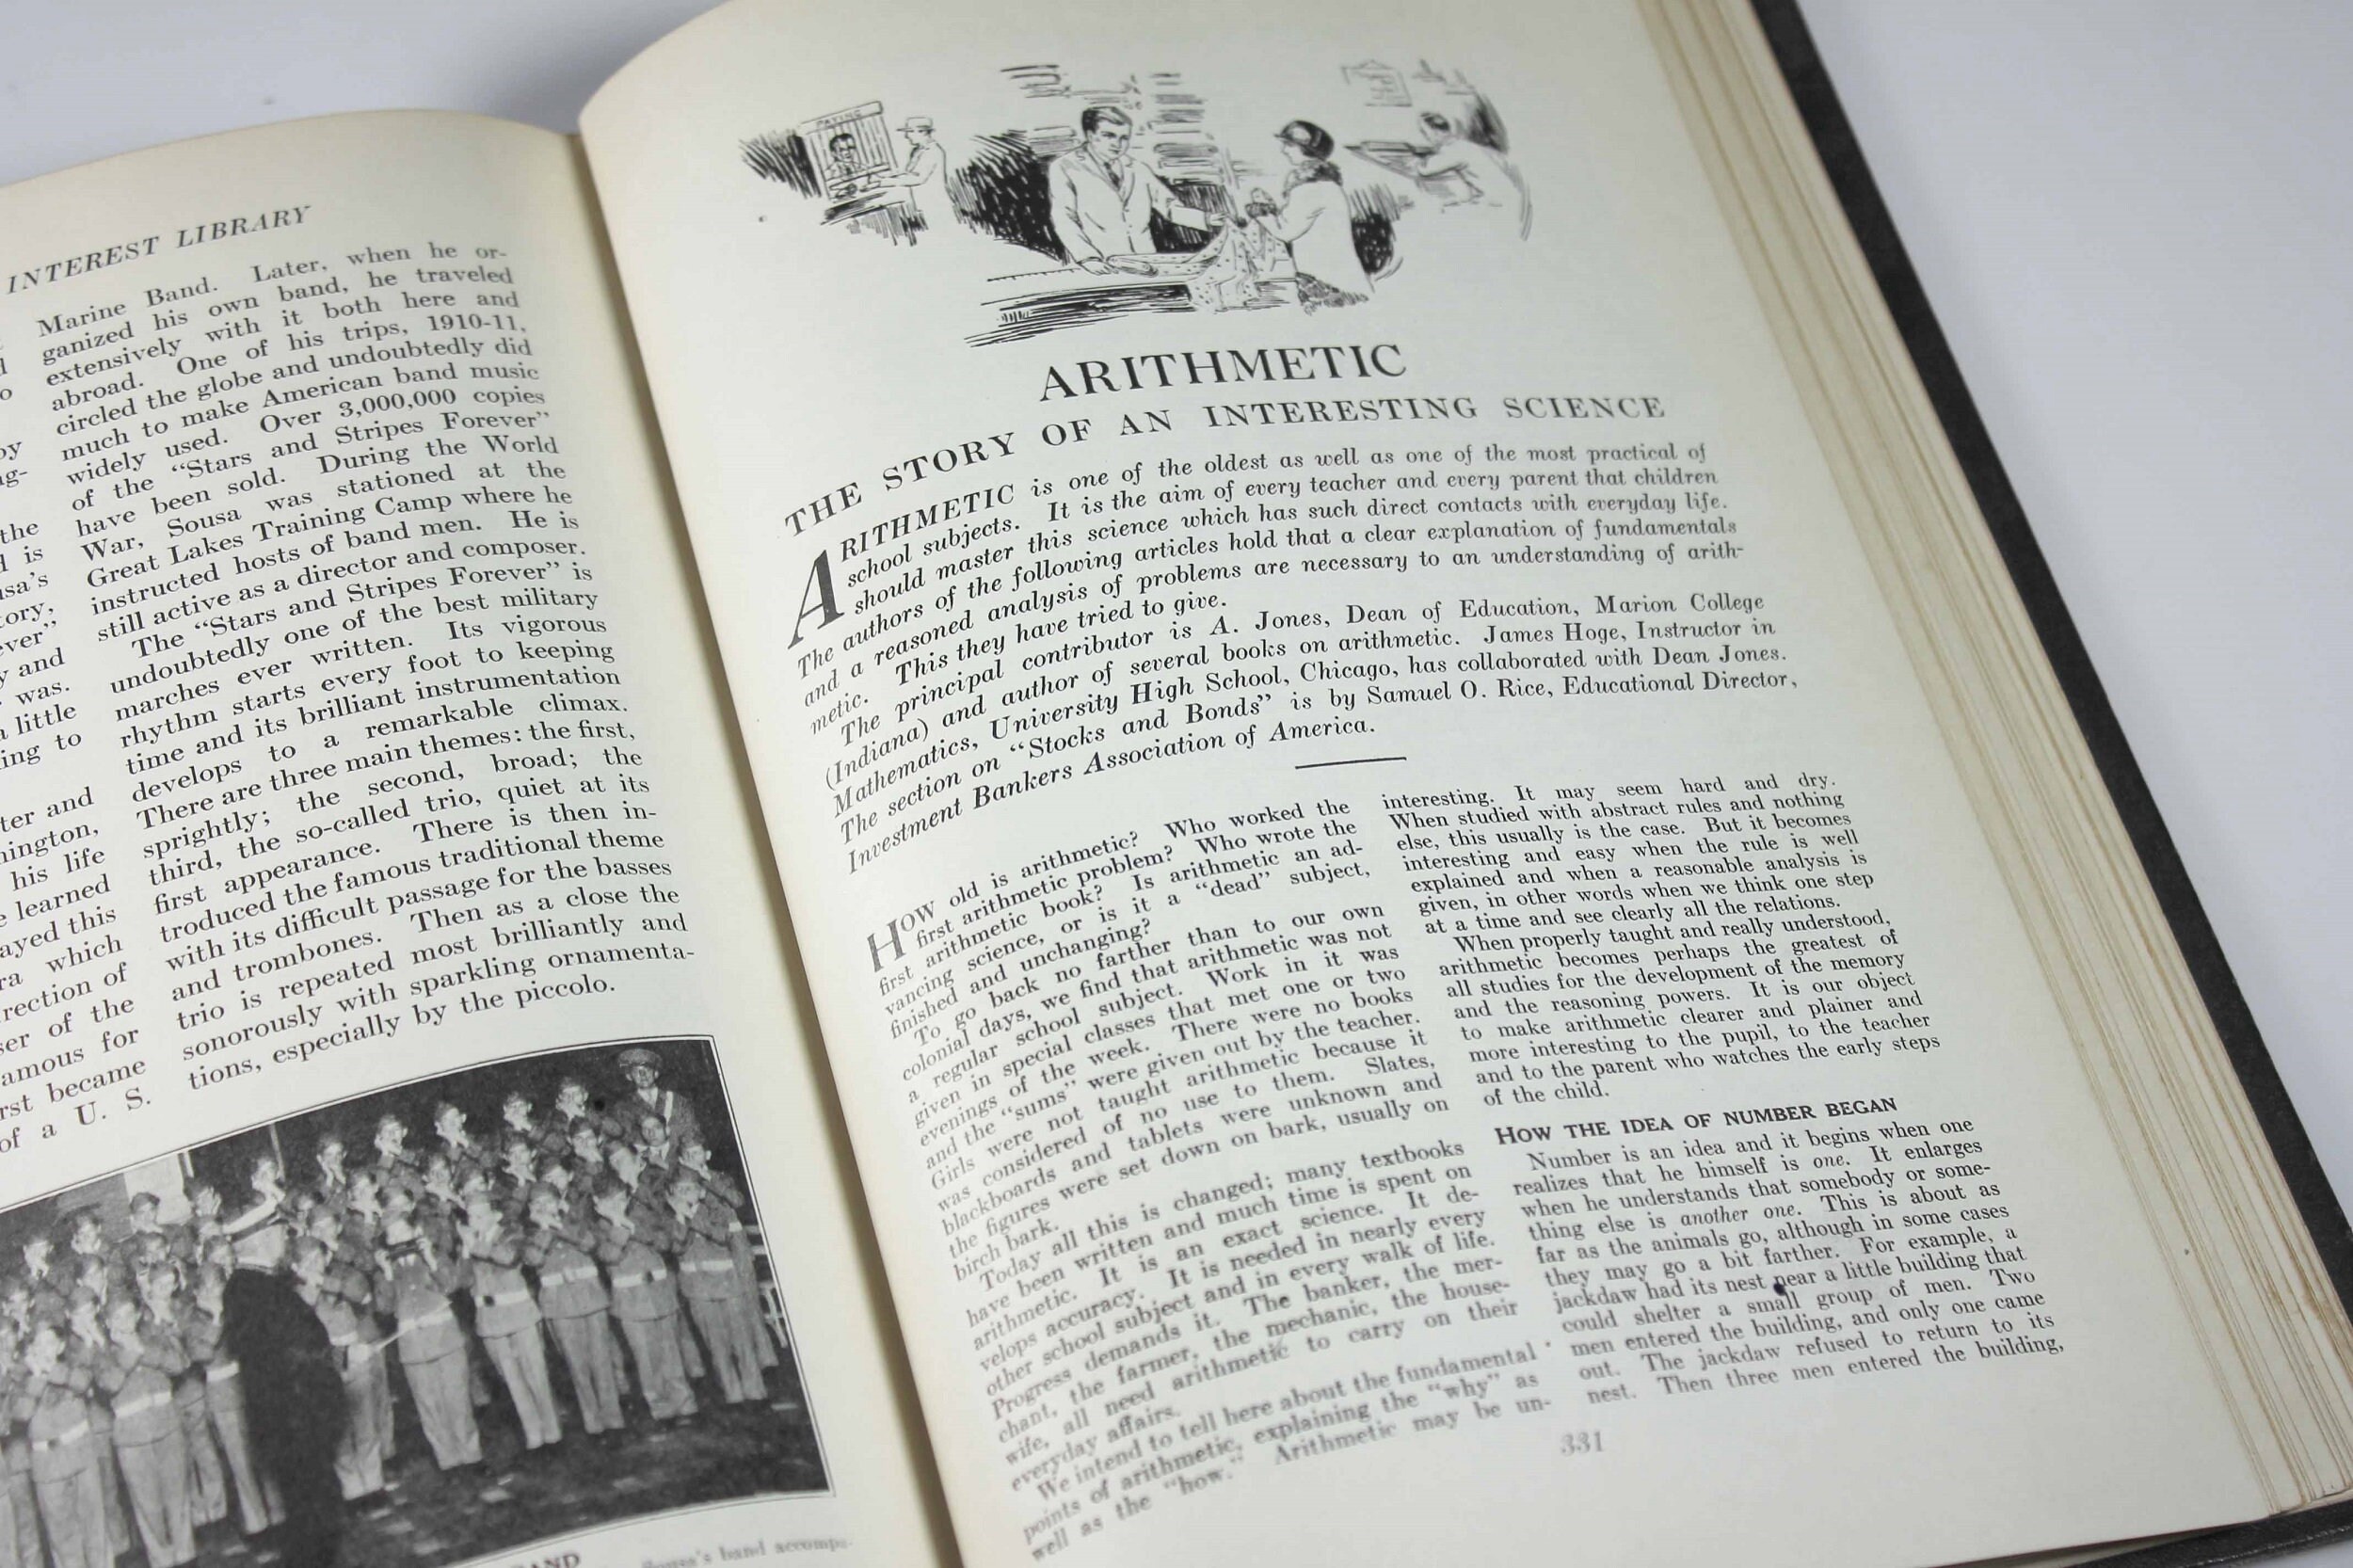 INTEREST LIBRARY
by
ag-
the
d is
usa's
tory,
ever"
y and
was.
a little
ing to
ter and
hington,
his life
e learned
ayed this
ra which
rection of
ser of the
amous for
rst became
of a U. S.
Marine Band. Later, when he or-
ganized his own band, he traveled
extensively with it both here and
abroad. One of his trips, 1910-11,
circled the globe and undoubtedly did
much to make American band music
widely used. Over 3,000,000 copies
of the "Stars and Stripes Forever"
have been sold. During the World
War, Sousa was stationed at the
Great Lakes Training Camp where he
instructed hosts of band men. He is
still active as a director and composer.
The "Stars and Stripes Forever" is
undoubtedly one of the best military
marches ever written. Its vigorous
rhythm starts every foot to keeping
time and its brilliant instrumentation
develops to a remarkable climax.
There are three main themes: the first,
sprightly; the second, broad; the
third, the so-called trio, quiet at its
first appearance. There is then in-
troduced the famous traditional theme
with its difficult passage for the basses
and trombones. Then as a close the
trio is repeated most brilliantly and
sonorously with sparkling ornamenta-
tions, especially by the piccolo.
BAND
Sousa's band accompa-
PAYING
ARITHMETIC
THE STORY OF AN INTERESTING SCIENCE
ARITHMETIC is one of the oldest as well as one of the most practical of
school subjects. It is the aim of every teacher and every parent that children
should master this science which has such direct contacts with everyday life.
The authors of the following articles hold that a clear explanation of fundamentals
and a reasoned analysis of problems are necessary to an understanding of arith-
metic. This they have tried to give.
The principal contributor is A. Jones, Dean of Education, Marion College
(Indiana) and author of several books on arithmetic. James Hoge, Instructor in
Mathematics, University High School, Chicago, has collaborated with Dean Jones.
The section on "Stocks and Bonds" is by Samuel O. Rice, Educational Director,
Investment Bankers Association of America.
HOW old is arithmetic? Who worked the
first arithmetic problem? Who wrote the
first arithmetic book? Is arithmetic an ad-
vancing science, or is it a "dead" subject,
finished and unchanging?
To go back no farther than to our own
colonial days, we find that arithmetic was not
a regular school subject. Work in it was
given in special classes that met one or two
evenings of the week. There were no books
and the "sums" were given out by the teacher.
Girls were not taught arithmetic because it
was considered of no use to them. Slates,
blackboards and tablets were unknown and
the figures were set down on bark, usually on
birch bark.
Today all this is changed; many textbooks
have been written and much time is spent on
arithmetic. It is an exact science. It de-
velops accuracy. It is needed in nearly every
other school subject and in every walk of life.
Progress demands it. The banker, the mer-
chant, the farmer, the mechanic, the house-
wife, all need arithmetic to carry on their
everyday affairs.
We intend to tell here about the fundamental
points of arithmetic, explaining the "why" as
well as the "how." Arithmetic may be un-
interesting. It may seem hard and dry.
When studied with abstract rules and nothing
else, this usually is the case. But it becomes
interesting and easy when the rule is well
explained and when a reasonable analysis is
given, in other words when we think one step
at a time and see clearly all the relations.
When properly taught and really understood,
arithmetic becomes perhaps the greatest of
all studies for the development of the memory
and the reasoning powers. It is our object
to make arithmetic clearer and plainer and
more interesting to the pupil, to the teacher
and to the parent who watches the early steps
of the child.
HOW THE IDEA OF NUMBER BEGAN
Number is an idea and it begins when one
realizes that he himself is one. It enlarges
when he understands that somebody or some-
thing else is another one. This is about as
far as the animals go, although in some cases
they may go a bit farther. For example, a
jackdaw had its nest near a little building that
could shelter a small group of men. Two
men entered the building, and only one came
out. The jackdaw refused to return to its
nest. Then three men entered the building,
331